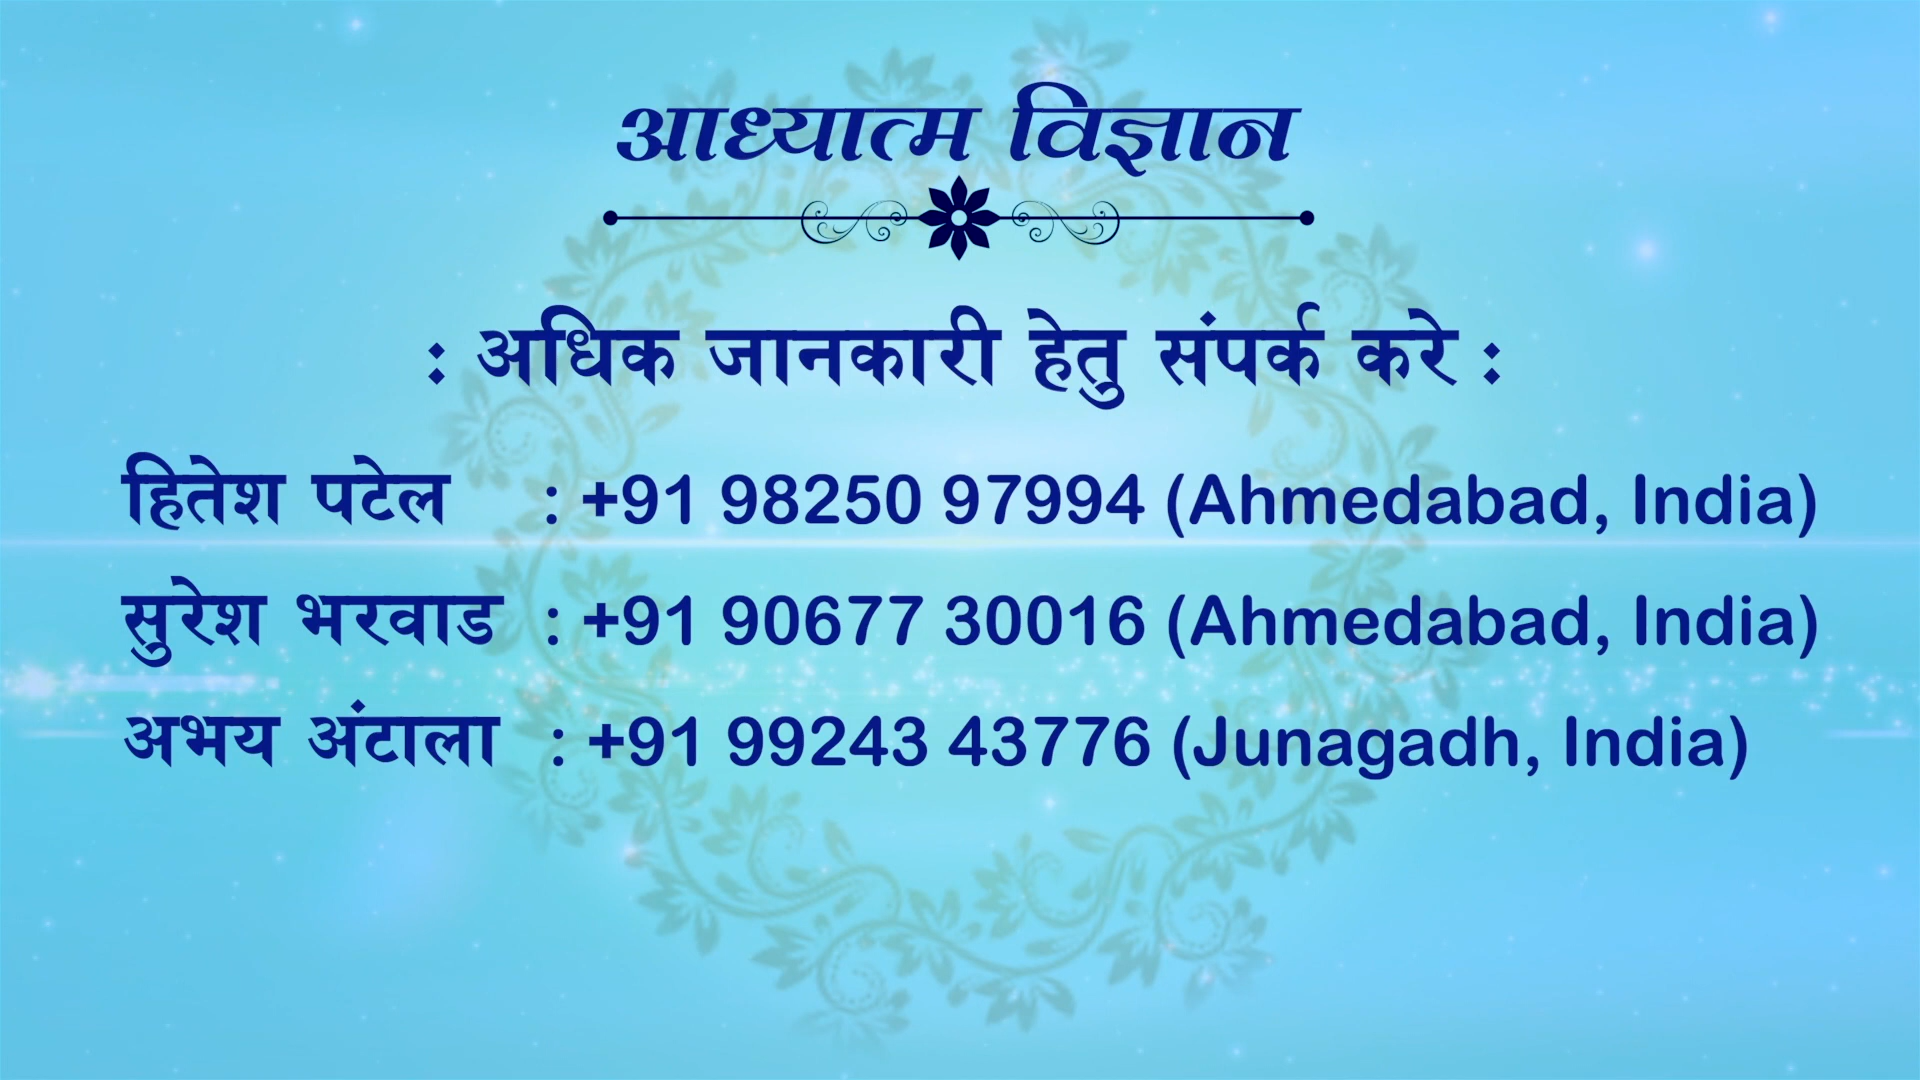 आध्यात्म विज्ञान
: अधिक जानकारी हेतु संपर्क करे :
हितेश पटेल : +91 98250 97994 (Ahmedabad, India)
सुरेश भरवाड : +91 90677 30016 (Ahmedabad, India)
अभय अंटाला : +91 99243 43776 (Junagadh, India)